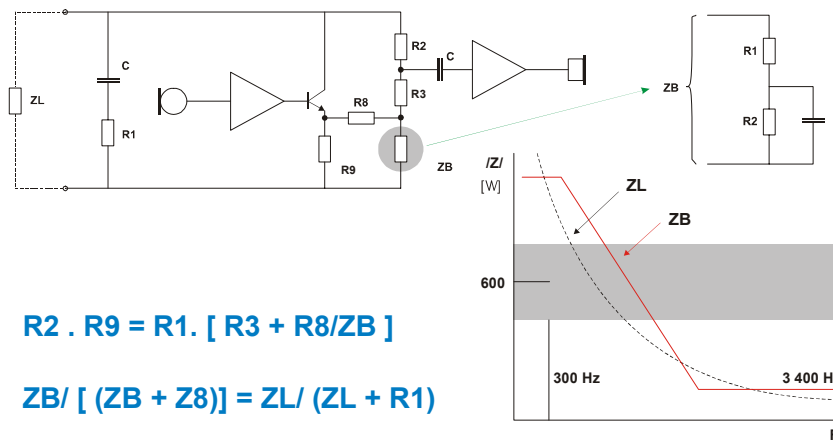 C
ZL
R1
R2
C
R3
R8
R9
ZB
ZB
R1
R2
/Z/
[W]
ZL
ZB
600
300 Hz
3 400 H
R2 . R9 = R1. [ R3 + R8/ZB ]
ZB/ [ (ZB + Z8)] = ZL/ (ZL + R1)